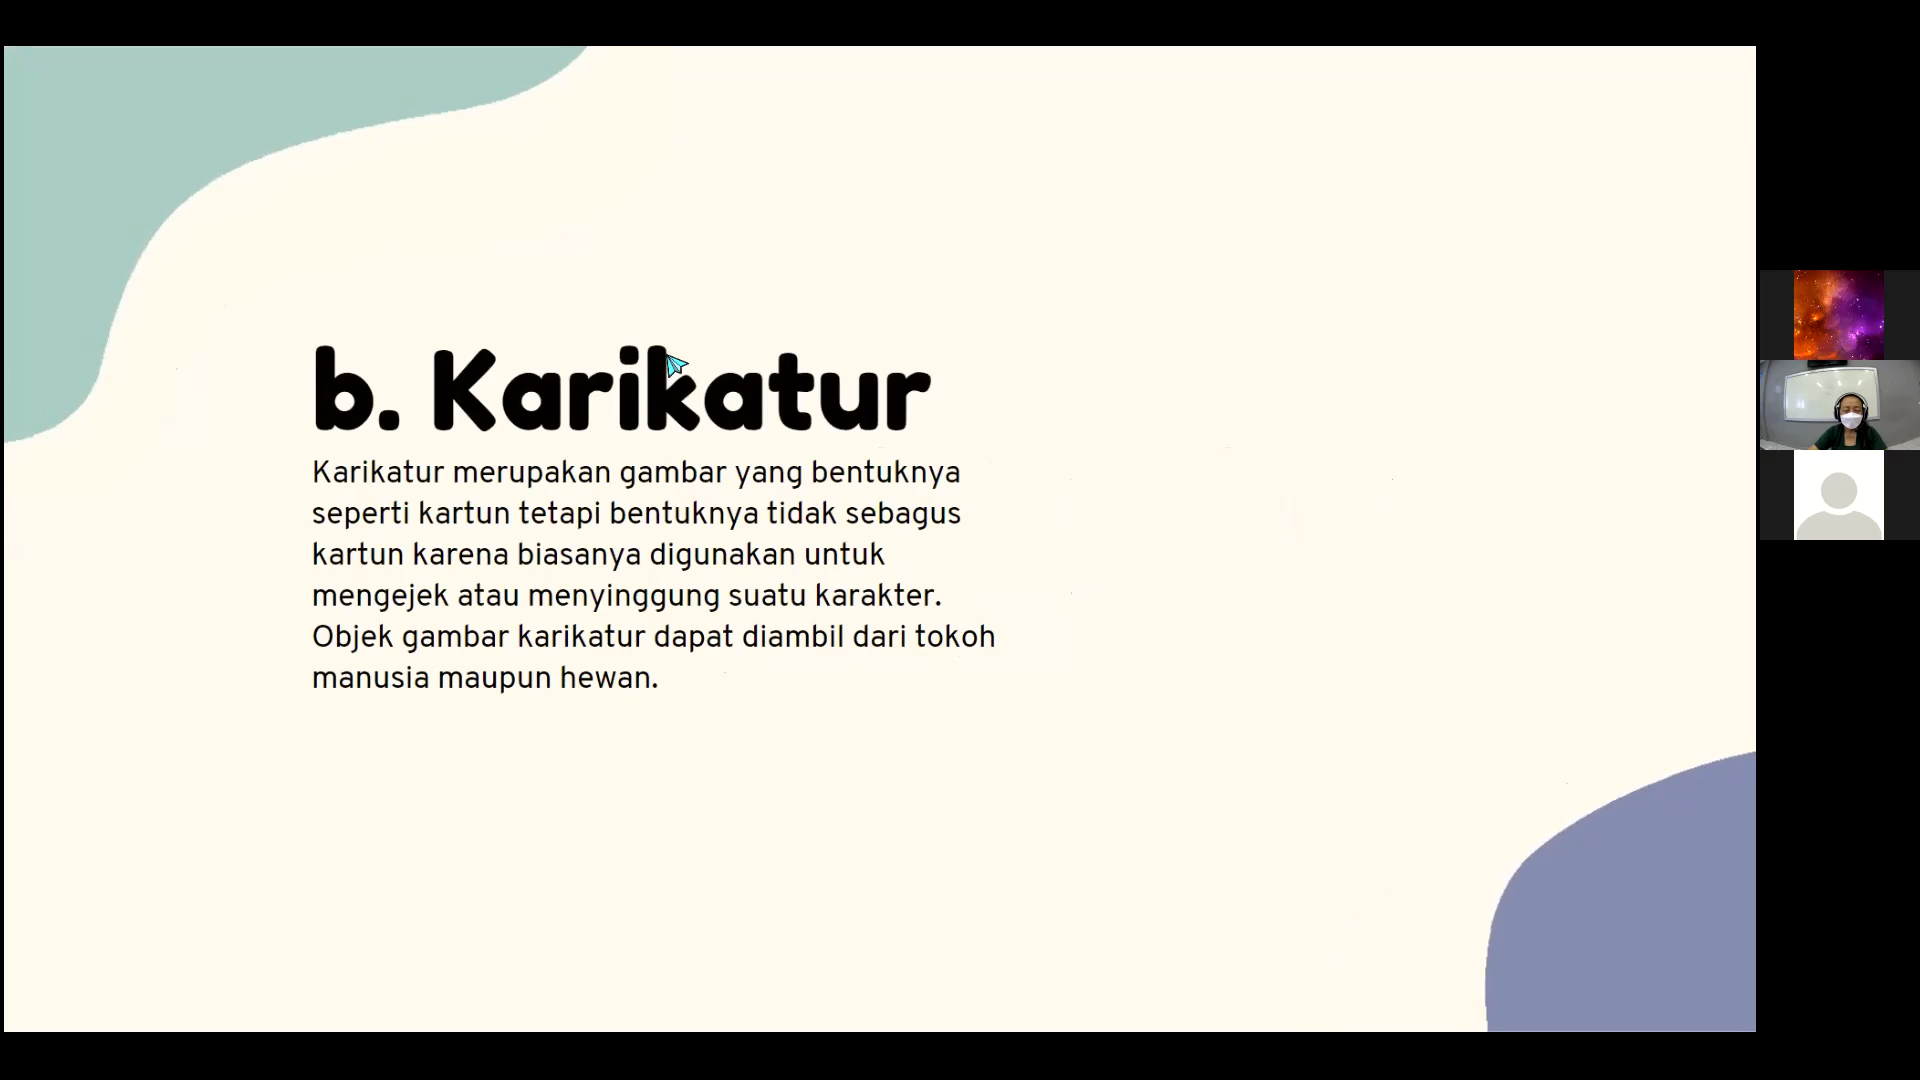 b. Karikatur
Karikatur merupakan gambar yang bentuknya
seperti kartun tetapi bentuknya tidak sebagus
kartun karena biasanya digunakan untuk
mengejek atau menyinggung suatu karakter.
Objek gambar karikatur dapat diambil dari tokoh
manusia maupun hewan.